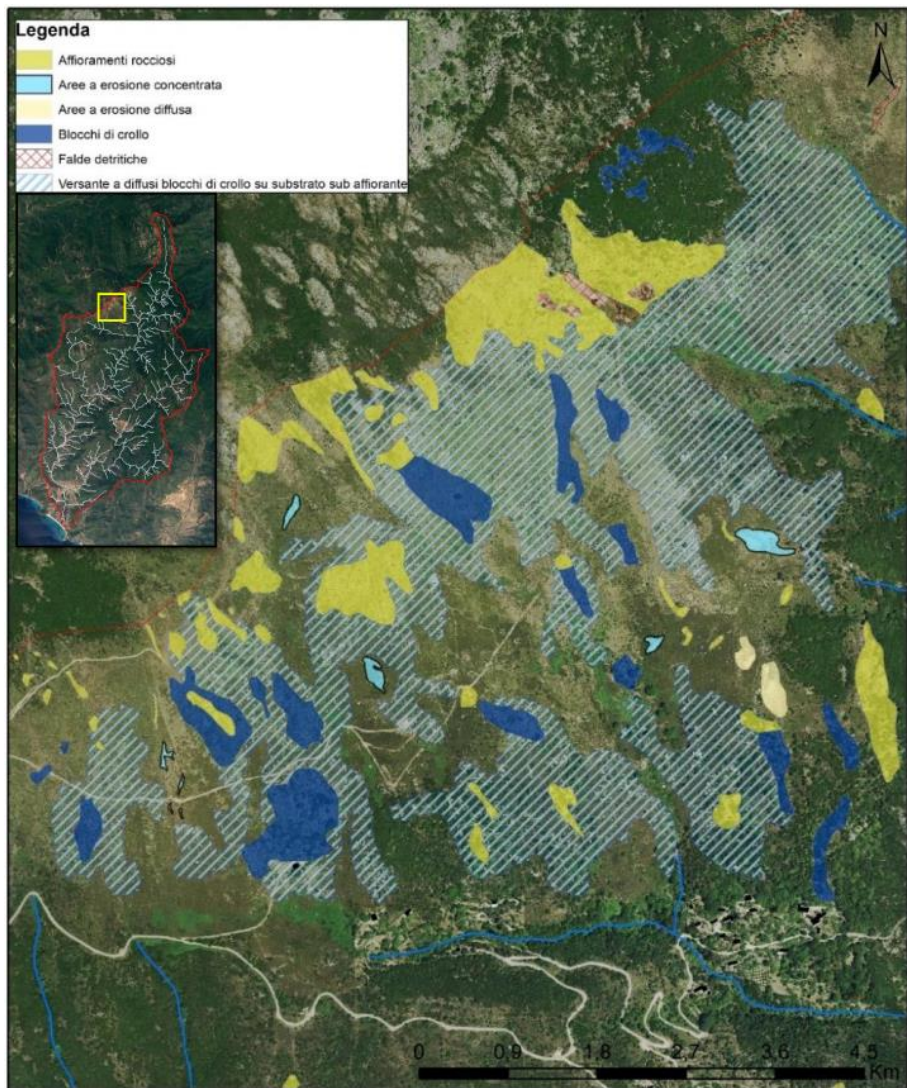 Legenda
Affioramenti rocciosi
Aree a erosione concentrata
Aree a erosione diffusa
Blocchi di crollo
Falde detritiche
Versante a diffusi blocchi di crollo su substrato sub affiorante
N
0 0,9 1,8 2,7 3,6 4,5
Km